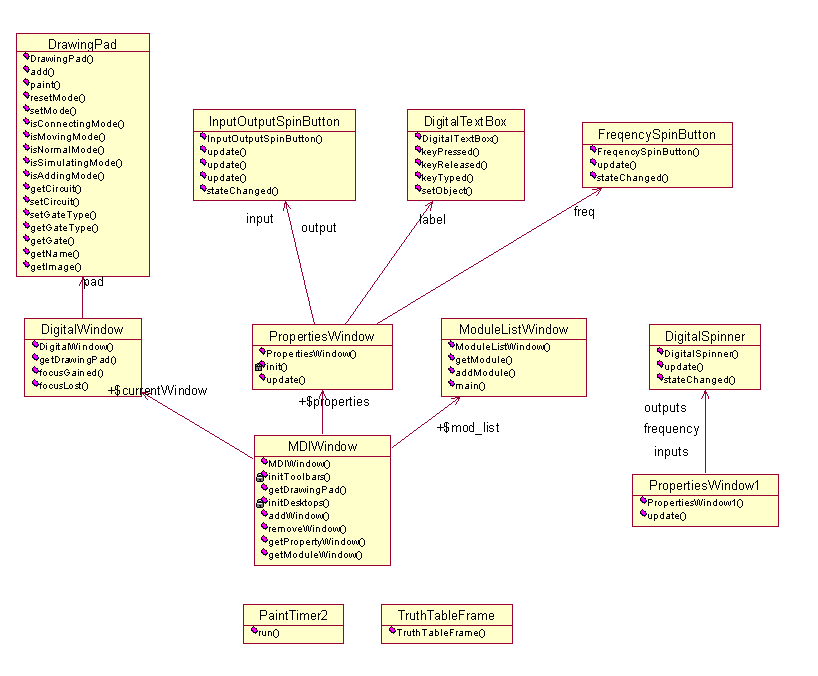 DrawingPad
DrawingPad()
add()
paint()
resetMode()
setMode()
isConnectingMode()
isMovingMode()
isNormalMode()
isSimulatingMode()
isAddingMode()
getCircuit()
setCircuit()
setGateType()
getGateType()
getGate()
getName()
getImage()
InputOutputSpinButton
InputOutputSpinButton()
update()
update()
update()
stateChanged()
DigitalTextBox
DigitalTextBox()
keyPressed()
keyReleased()
keyTyped()
setObject()
FreqencySpinButton
FreqencySpinButton()
update()
stateChanged()
input
output
label
freq
pad
DigitalWindow
DigitalWindow()
getDrawingPad()
focusGained()
focusLost()
PropertiesWindow
PropertiesWindow()
init()
update()
ModuleListWindow
ModuleListWindow()
getModule()
addModule()
main()
DigitalSpinner
DigitalSpinner()
update()
stateChanged()
+$currentWindow
+$properties
+$mod_list
outputs
frequency
inputs
MDIWindow
MDIWindow()
initToolbars()
getDrawingPad()
initDesktops()
addWindow()
removeWindow()
getPropertyWindow()
getModuleWindow()
PropertiesWindow1
PropertiesWindow1()
update()
PaintTimer2
run()
TruthTableFrame
TruthTableFrame()